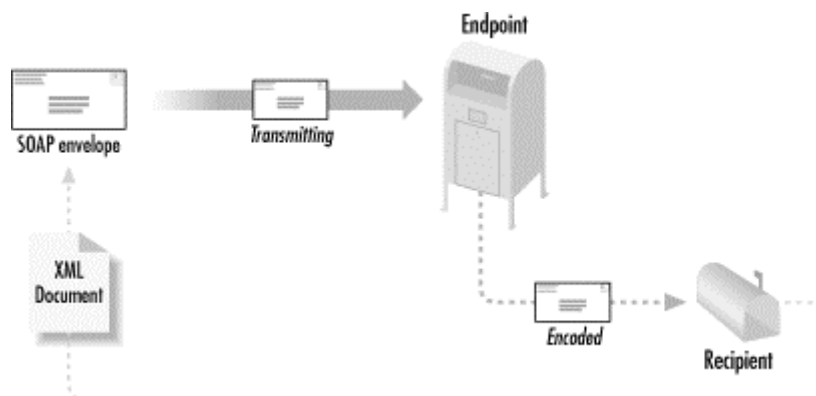 Endpoint
SOAP envelope
Transmitting
XML
Document
Encoded
Recipient